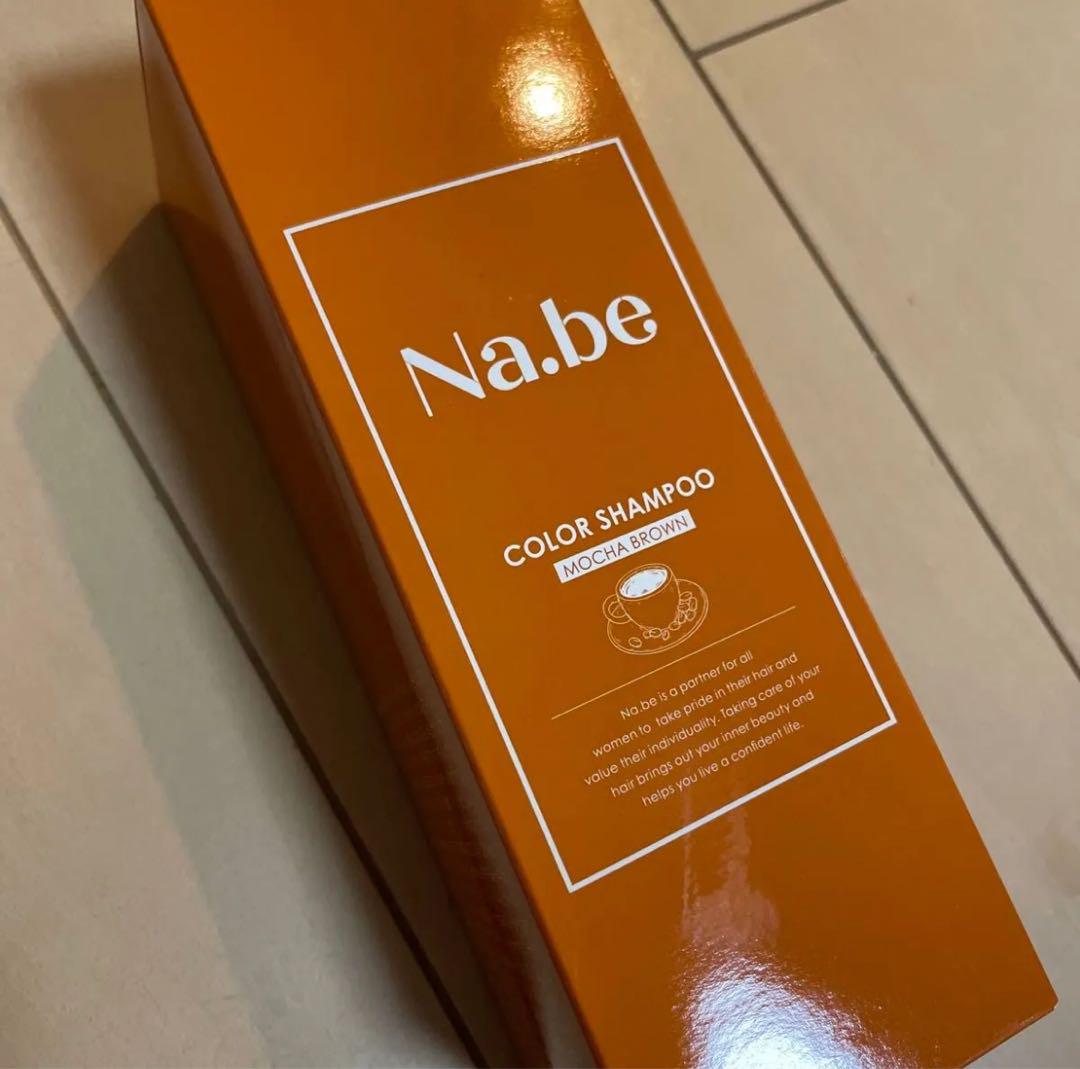 Na.be
COLOR SHAMPOO
MOCHA BROWN
Na.be is a partner for all
women to take pride in their hair and
value their individuality. Taking care of your
hair brings out your inner beauty and
helps you live a confident life.